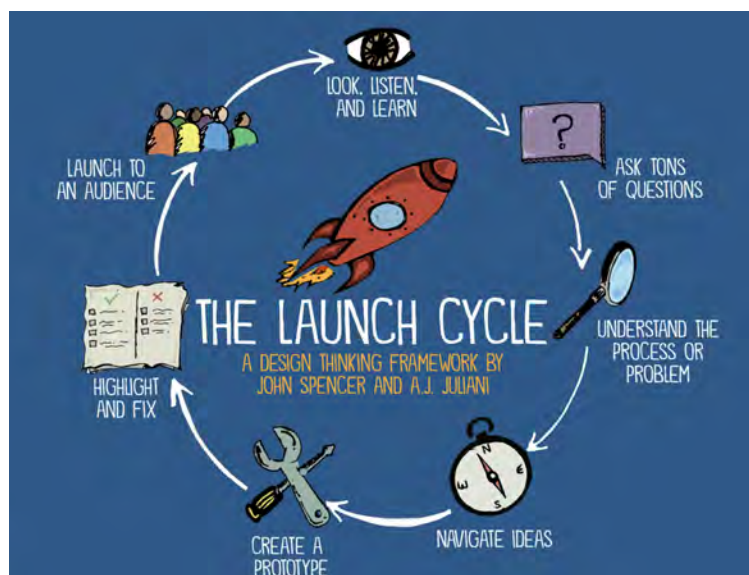 LOOK, LISTEN,
AND LEARN
?
ASK TONS
OF QUESTIONS
UNDERSTAND THE
PROCESS OR
PROBLEM
N
E
S
W
NAVIGATE IDEAS
CREATE A
PROTOTYPE
HIGHLIGHT
AND FIX
LAUNCH TO
AN AUDIENCE
THE LAUNCH CYCLE
A DESIGN THINKING FRAMEWORK BY
JOHN SPENCER AND A.J. JULIANI